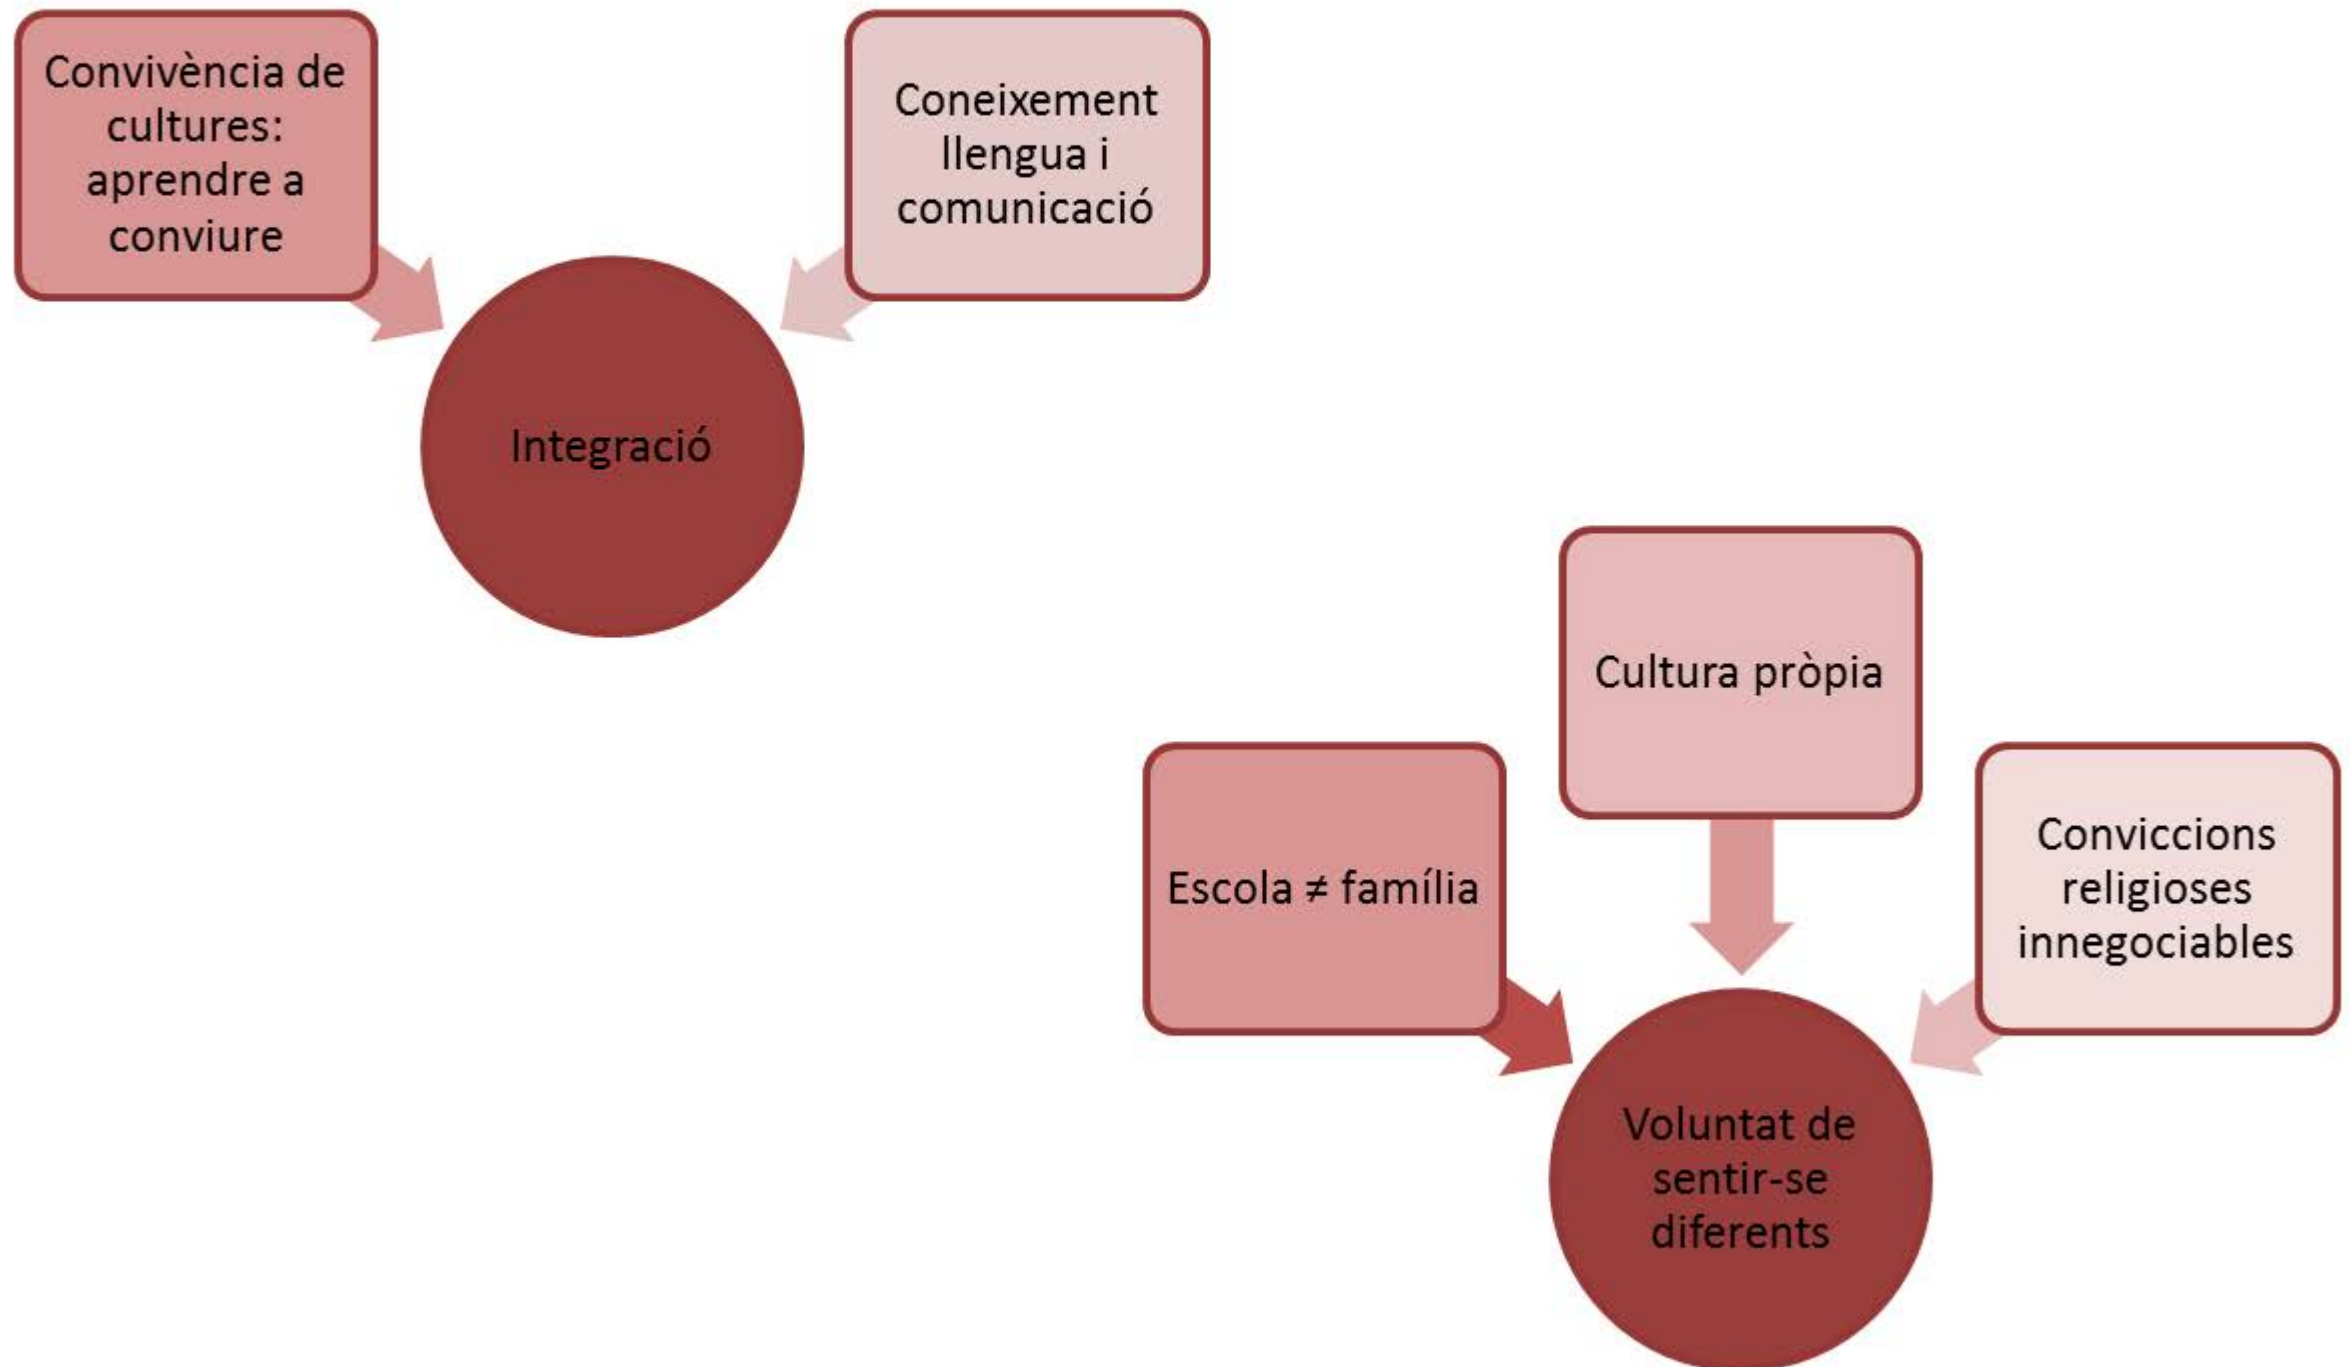 Convivència de
cultures:
aprendre a
conviure
Coneixement
llengua i
comunicació
Integració
Cultura pròpia
Escola ≠ família
Conviccions
religioses
innegociables
Voluntat de
sentir-se
diferents